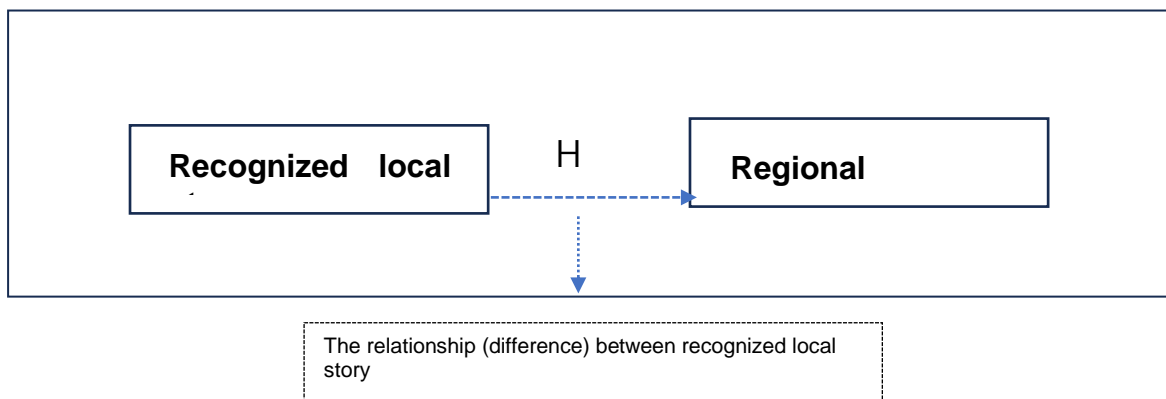 Recognized local
H
Regional
The relationship (difference) between recognized local
story